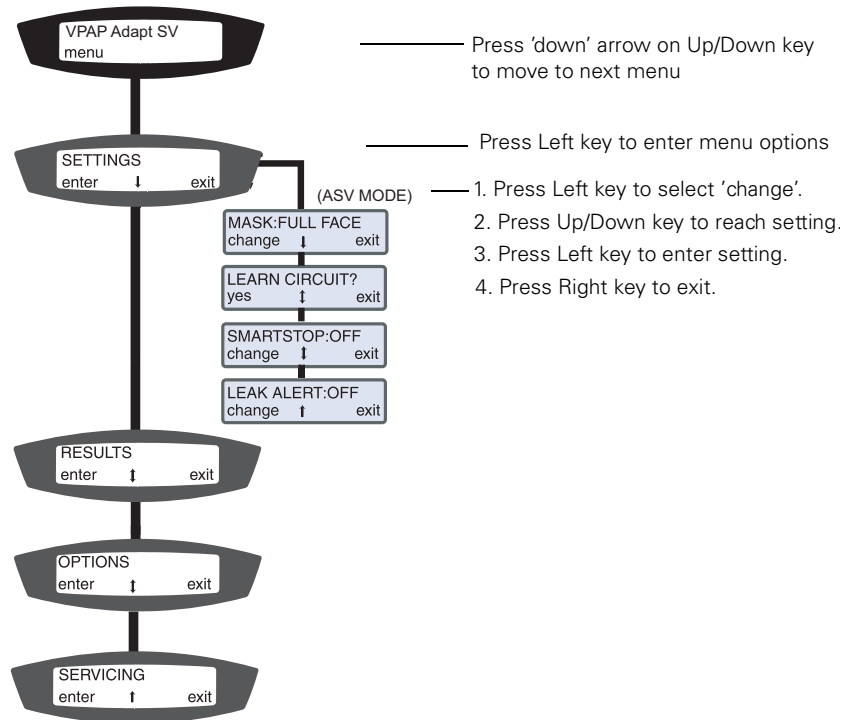 VPAP Adapt SV
menu
Press 'down' arrow on Up/Down key
to move to next menu
Press Left key to enter menu options
SETTINGS
enter ↓ exit
(ASV MODE)
1. Press Left key to select 'change'.
2. Press Up/Down key to reach setting.
3. Press Left key to enter setting.
4. Press Right key to exit.
MASK:FULL FACE
change ↓ exit
LEARN CIRCUIT?
yes ↕ exit
SMARTSTOP:OFF
change ↕ exit
LEAK ALERT:OFF
change ↑ exit
RESULTS
enter ↕ exit
OPTIONS
enter ↕ exit
SERVICING
enter ↑ exit